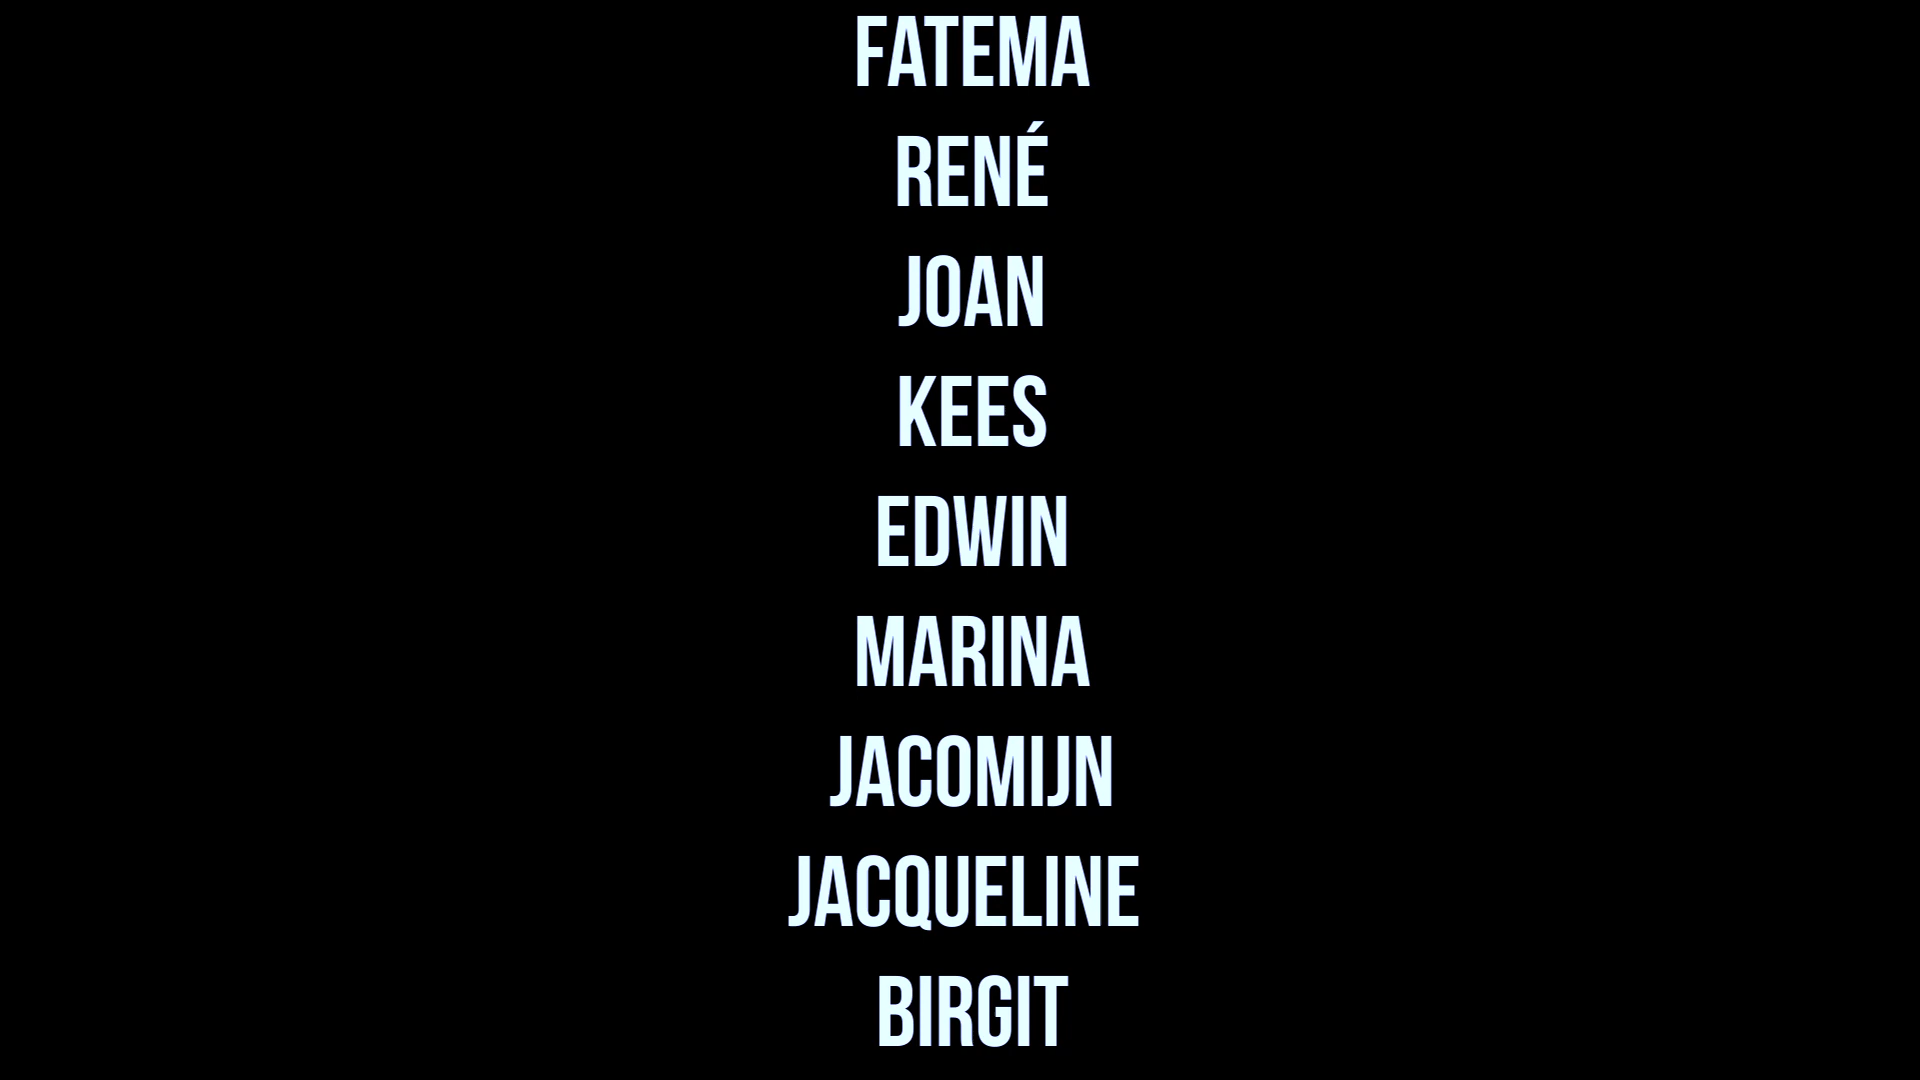 FATEMA
RENÉ
JOAN
KEES
EDWIN
MARINA
JACOMIJN
JACQUELINE
BIRGIT